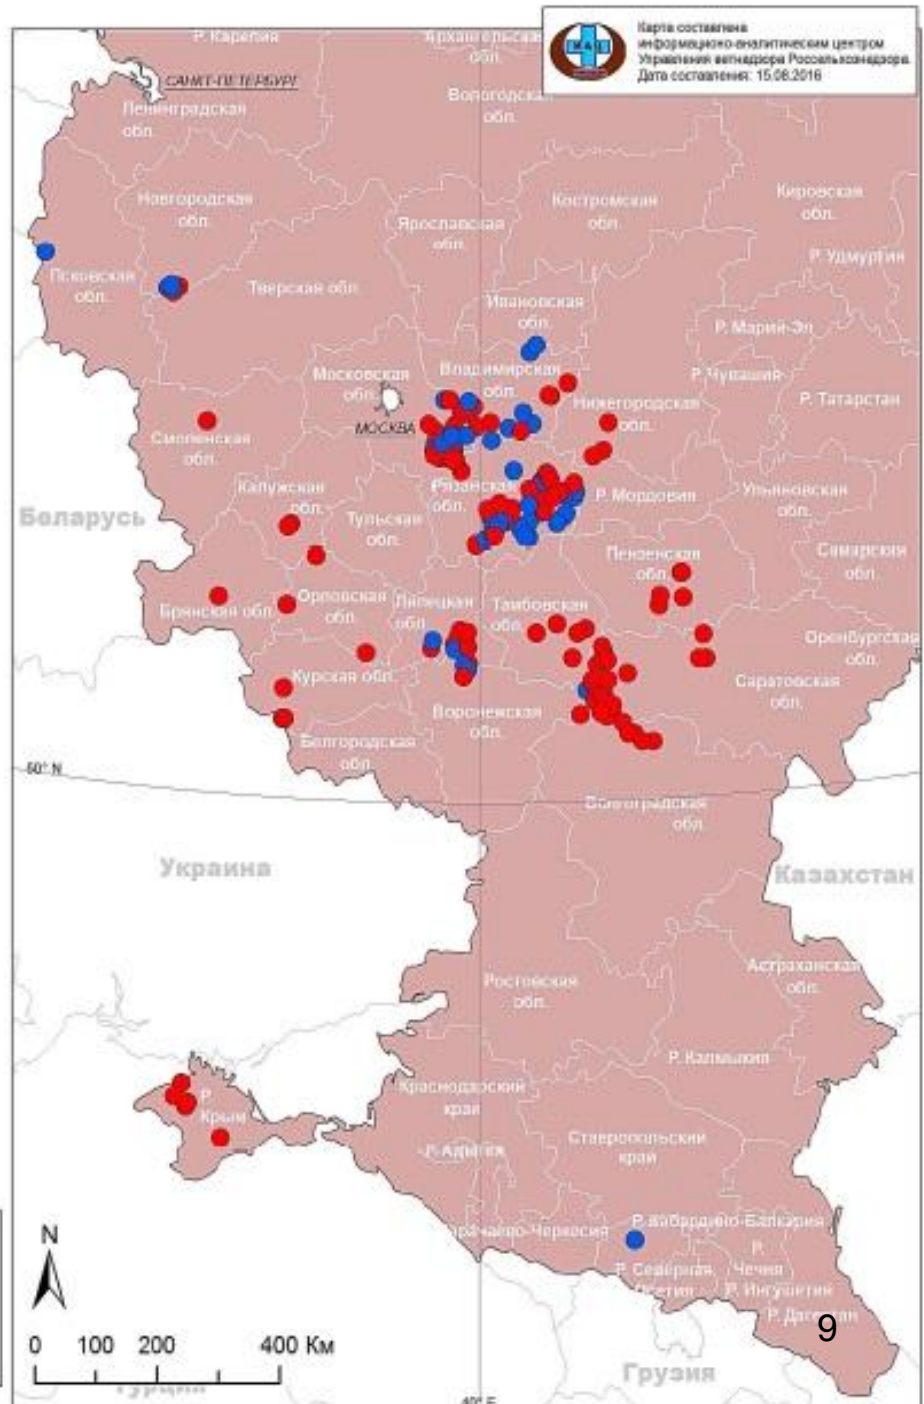 Карта составлена
информационо-аналитическим центром
Управления ветнадзора Россельхознадзора
Дата составления: 15.08.2016
Р. Карелия
Архангельская
обл.
САНКТ-ПЕТЕРБУРГ
Вологодская
обл.
Ленинградская
обл.
Новгородская
обл.
Костромская
обл.
Кировская
обл.
Ярославская
обл.
Р. Удмуртия
Псковская
обл.
Тверская обл.
Ивановская
обл.
Р. Марий-Эл
Московская
обл.
Владимирская
обл.
Р. Чувашия
Нижегородская
обл.
Р. Татарстан
МОСКВА
Смоленская
обл.
Калужская
обл.
Рязанская
обл.
Р. Мордовия
Ульяновская
обл.
Беларусь
Тульская
обл.
Пензенская
обл.
Самарская
обл.
Брянская обл.
Орловская
обл.
Липецкая
обл.
Тамбовская
обл.
Оренбургская
обл.
Курская обл.
Саратовская
обл.
Воронежская
обл.
Белгородская
обл.
50° N
Волгоградская
обл.
Украина
Казахстан
Ростовская
обл.
Астраханская
обл.
Р. Калмыкия
Р.
Крым
Краснодарский
край
Ставропольский
край
Р. Адыгея
Карачаево-Черкесия
Р. Кабардино-Балкария
Р. Северная
Осетия
Р.
Чечня
Р. Ингушетия
Р. Дагестан
9
N
0 100 200 400 Км
Турция
Грузия
40° E